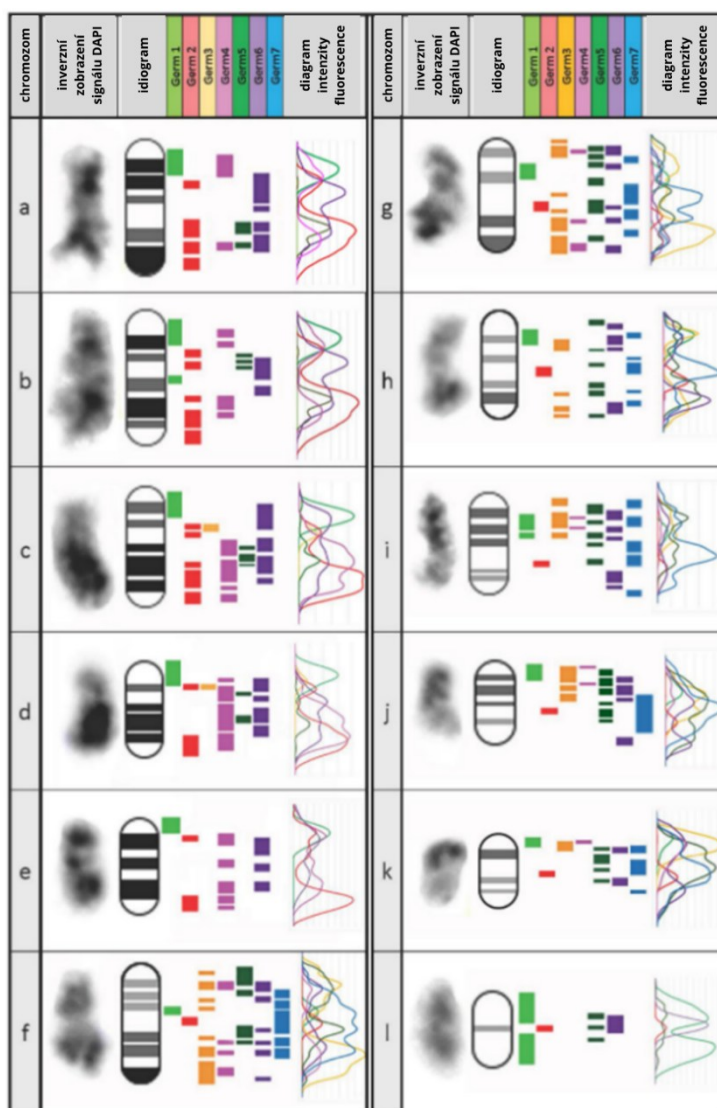 chromozom
inverzní
zobrazení
signálu DAPI
idiogram
Germ 1
Germ 2
Germ3
Germ4
Germ5
Germ6
Germ7
diagram
intenzity
fluorescence
a
b
c
d
e
f
chromozom
inverzní
zobrazení
signálu DAPI
idiogram
Germ 1
Germ 2
Germ3
Germ4
Germ5
Germ6
Germ7
diagram
intenzity
fluorescence
g
h
i
j
k
l